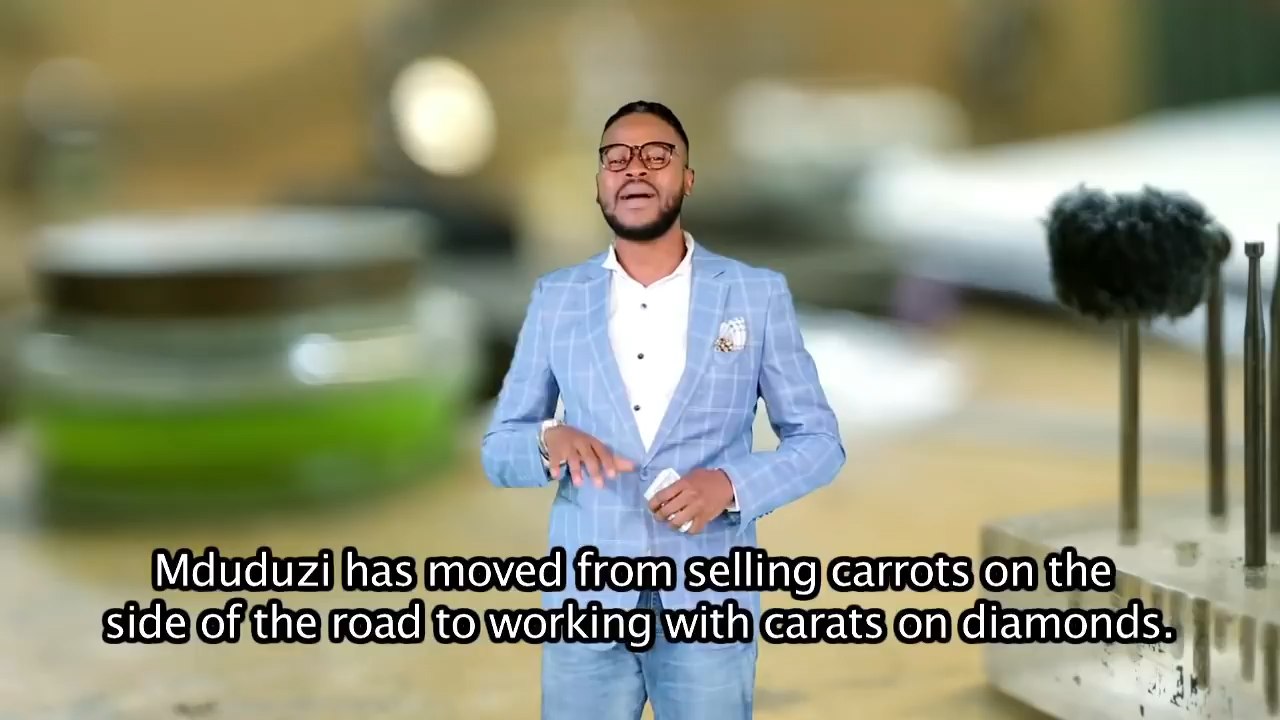 Mduduzi has moved from selling carrots on the
side of the road to working with carats on diamonds.